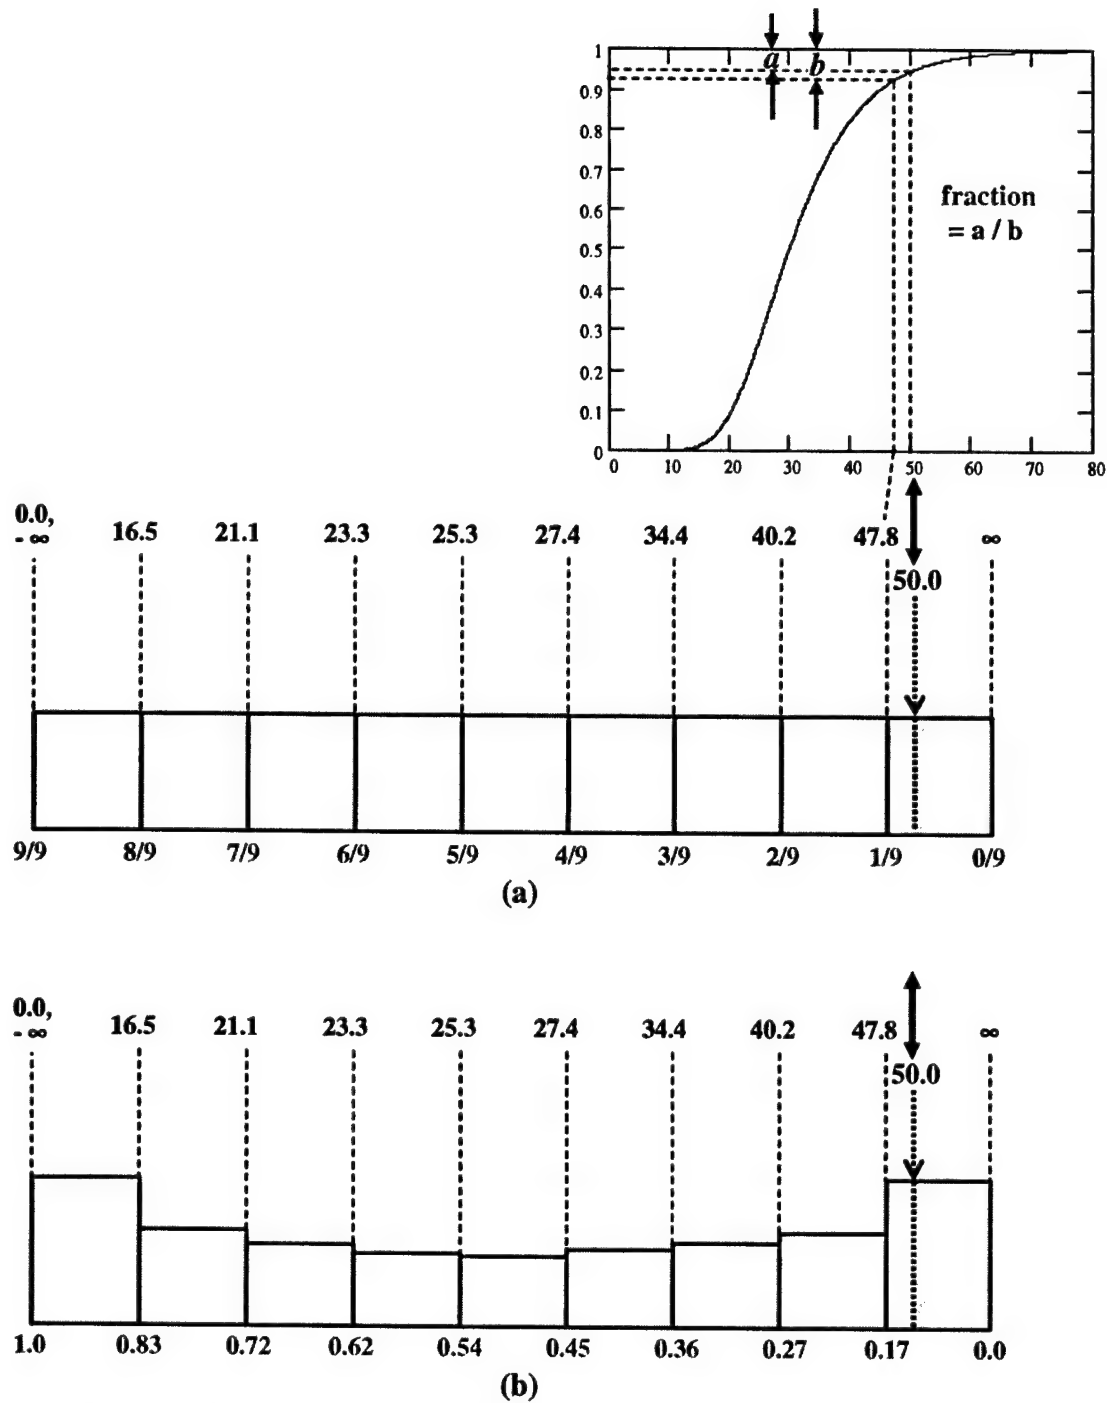 1
0.9
0.8
0.7
0.6
0.5
0.4
0.3
0.2
0.1
0
a
b
fraction
= a / b
0 10 20 30 40 50 60 70 80
0.0,
- ∞ 16.5 21.1 23.3 25.3 27.4 34.4 40.2 47.8 ∞
50.0
9/9 8/9 7/9 6/9 5/9 4/9 3/9 2/9 1/9 0/9
(a)
0.0,
- ∞ 16.5 21.1 23.3 25.3 27.4 34.4 40.2 47.8 ∞
50.0
1.0 0.83 0.72 0.62 0.54 0.45 0.36 0.27 0.17 0.0
(b)